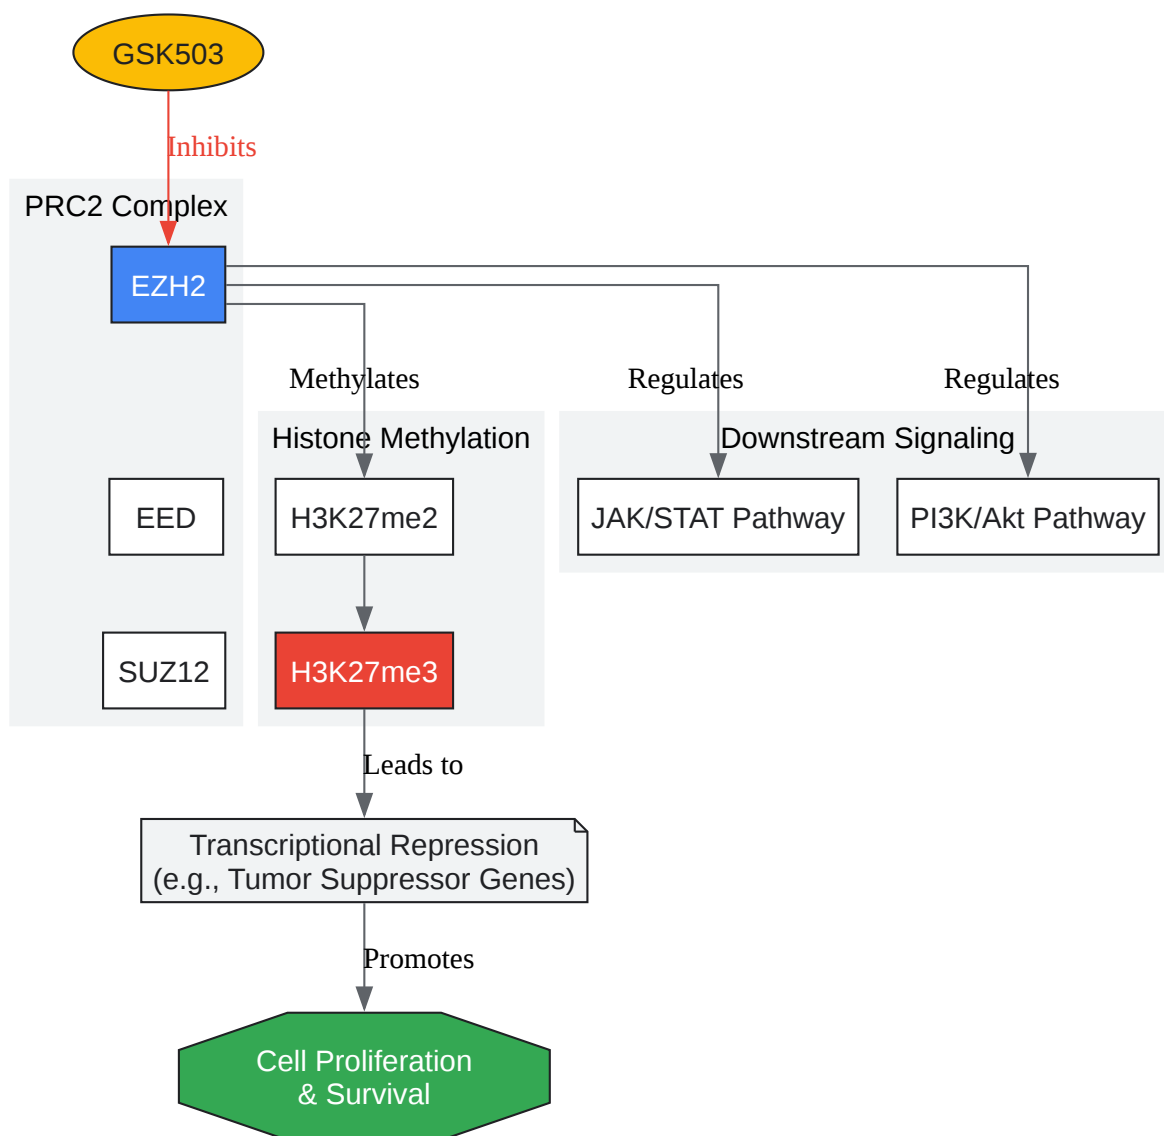 GSK503
Inhibits
PRC2 Complex
EZH2
Methylates
Regulates
Regulates
Histone Methylation
Downstream Signaling
EED
H3K27me2
JAK/STAT Pathway
PI3K/Akt Pathway
SUZ12
H3K27me3
Leads to
Transcriptional Repression
(e.g., Tumor Suppressor Genes)
Promotes
Cell Proliferation
& Survival